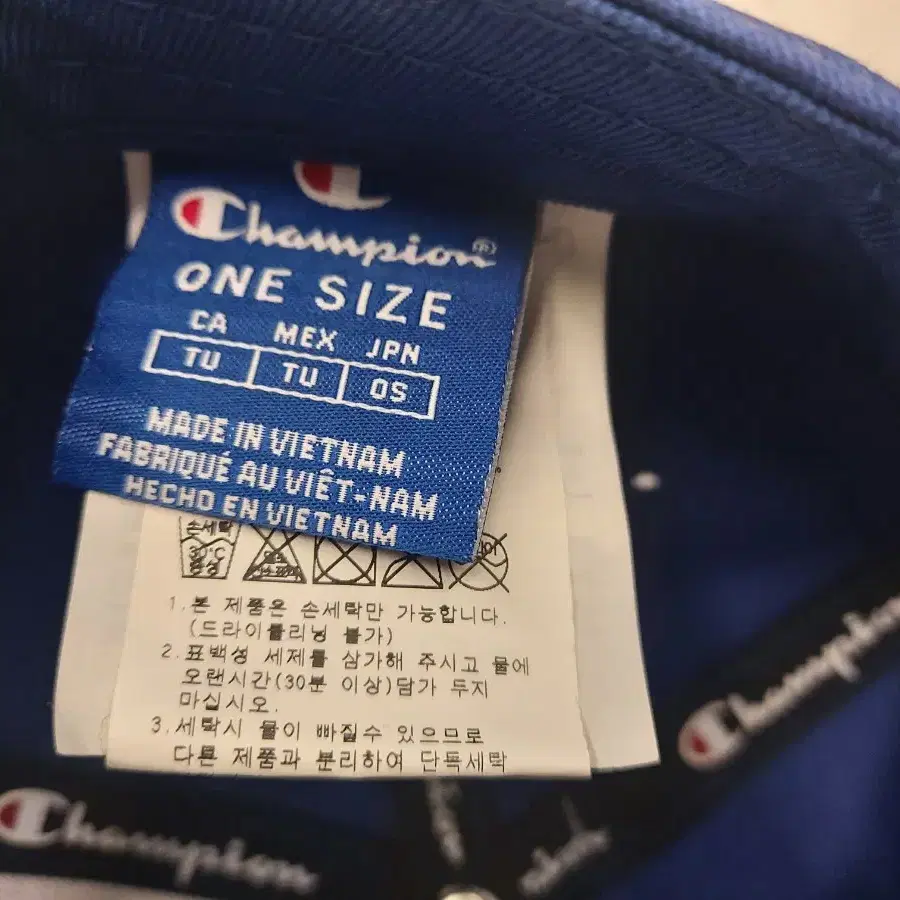 Champion®
ONE SIZE
CA MEX JPN
TU TU OS
MADE IN VIETNAM
FABRIQUÉ AU VIÊT-NAM
HECHO EN VIETNAM
손세탁
30°C
중성
1.본 제품은 손세탁만 가능합니다.
(드라이클리닝 불가)
2.표백성 세제를 삼가해 주시고 물에
오랜시간(30분 이상)담가 두지
마십시오.
3.세탁시 물이 빠질수 있으므로
다른 제품과 분리하여 단독세탁
Champion
Champion